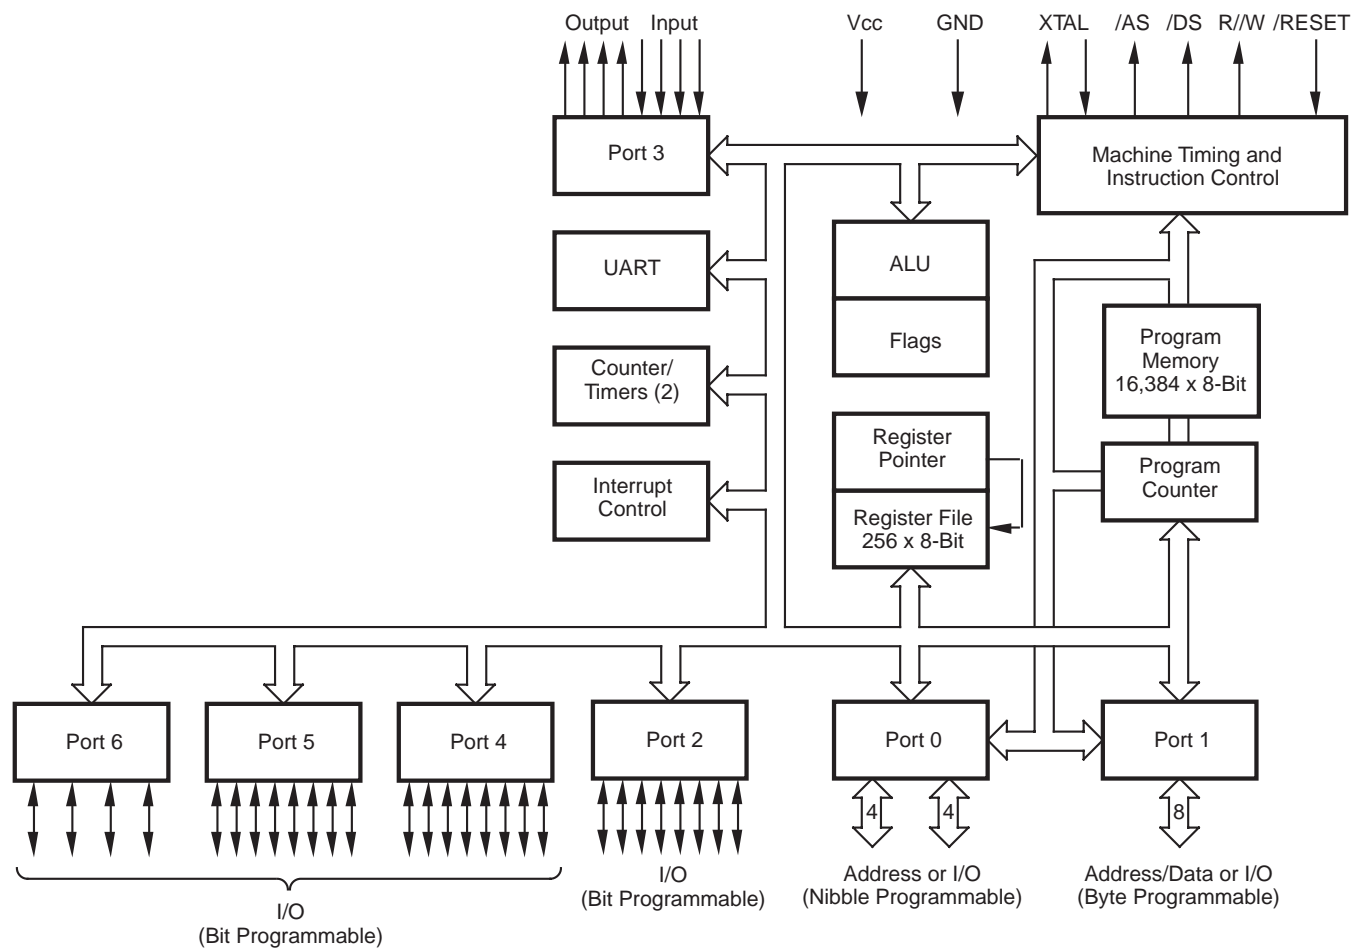 Output Input Vcc GND XTAL /AS /DS R//W /RESET
Port 3
Machine Timing and
Instruction Control
UART
ALU
Flags
Counter/
Timers (2)
Program
Memory
16,384 x 8-Bit
Register
Pointer
Program
Counter
Interrupt
Control
Register File
256 x 8-Bit
Port 6
Port 5
Port 4
Port 2
Port 0
Port 1
4
4
8
I/O
(Bit Programmable)
I/O
(Bit Programmable)
Address or I/O
(Nibble Programmable)
Address/Data or I/O
(Byte Programmable)